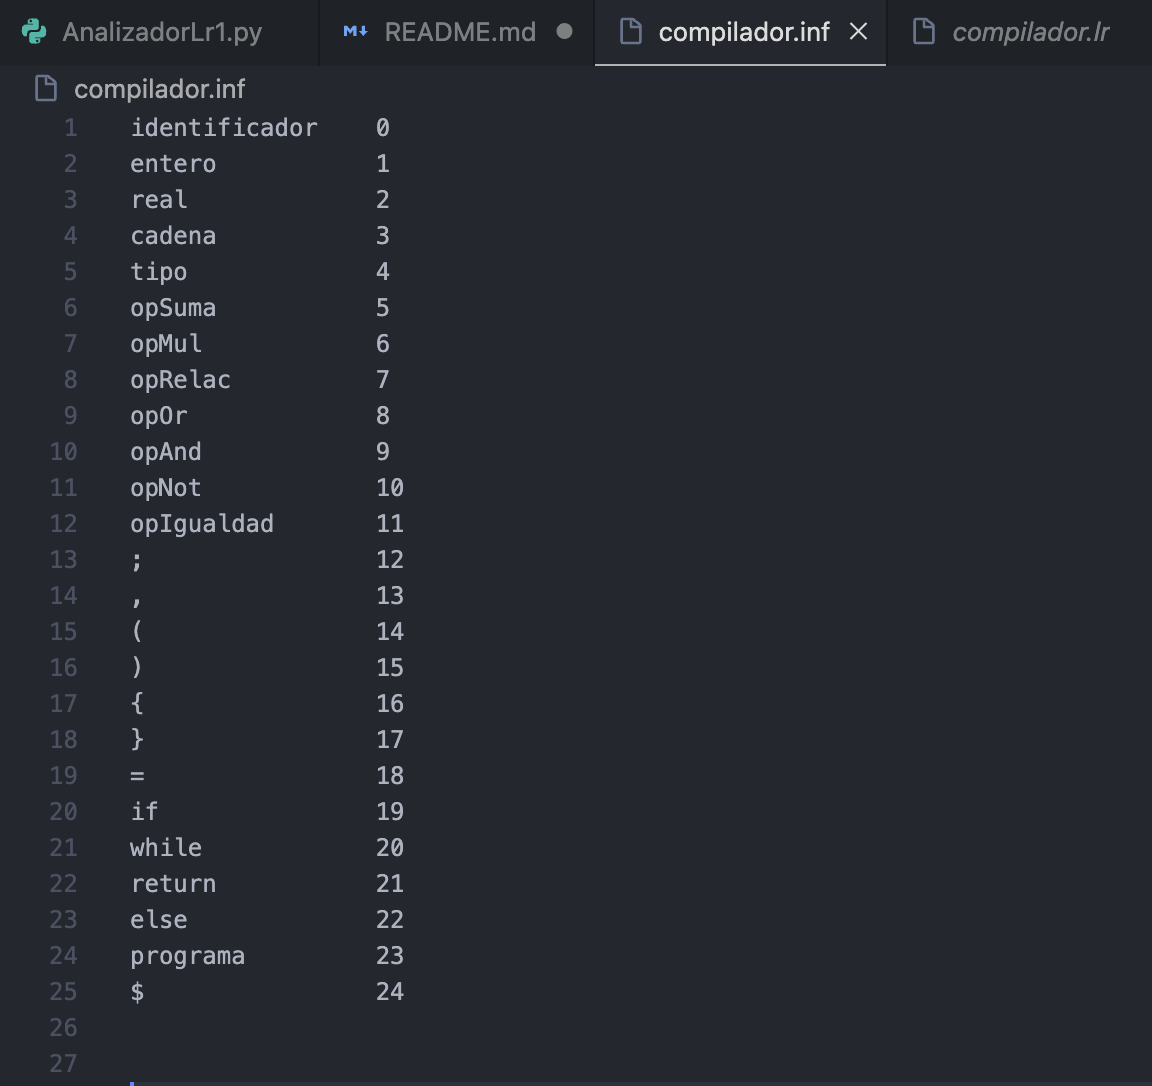 AnalizadorLr1.py README.md compilador.inf compilador.lr
compilador.inf
1 identificador 0
2 entero 1
3 real 2
4 cadena 3
5 tipo 4
6 opSuma 5
7 opMul 6
8 opRelac 7
9 opOr 8
10 opAnd 9
11 opNot 10
12 opIgualdad 11
13 ; 12
14 , 13
15 ( 14
16 ) 15
17 { 16
18 } 17
19 = 18
20 if 19
21 while 20
22 return 21
23 else 22
24 programa 23
25 $ 24
26
27